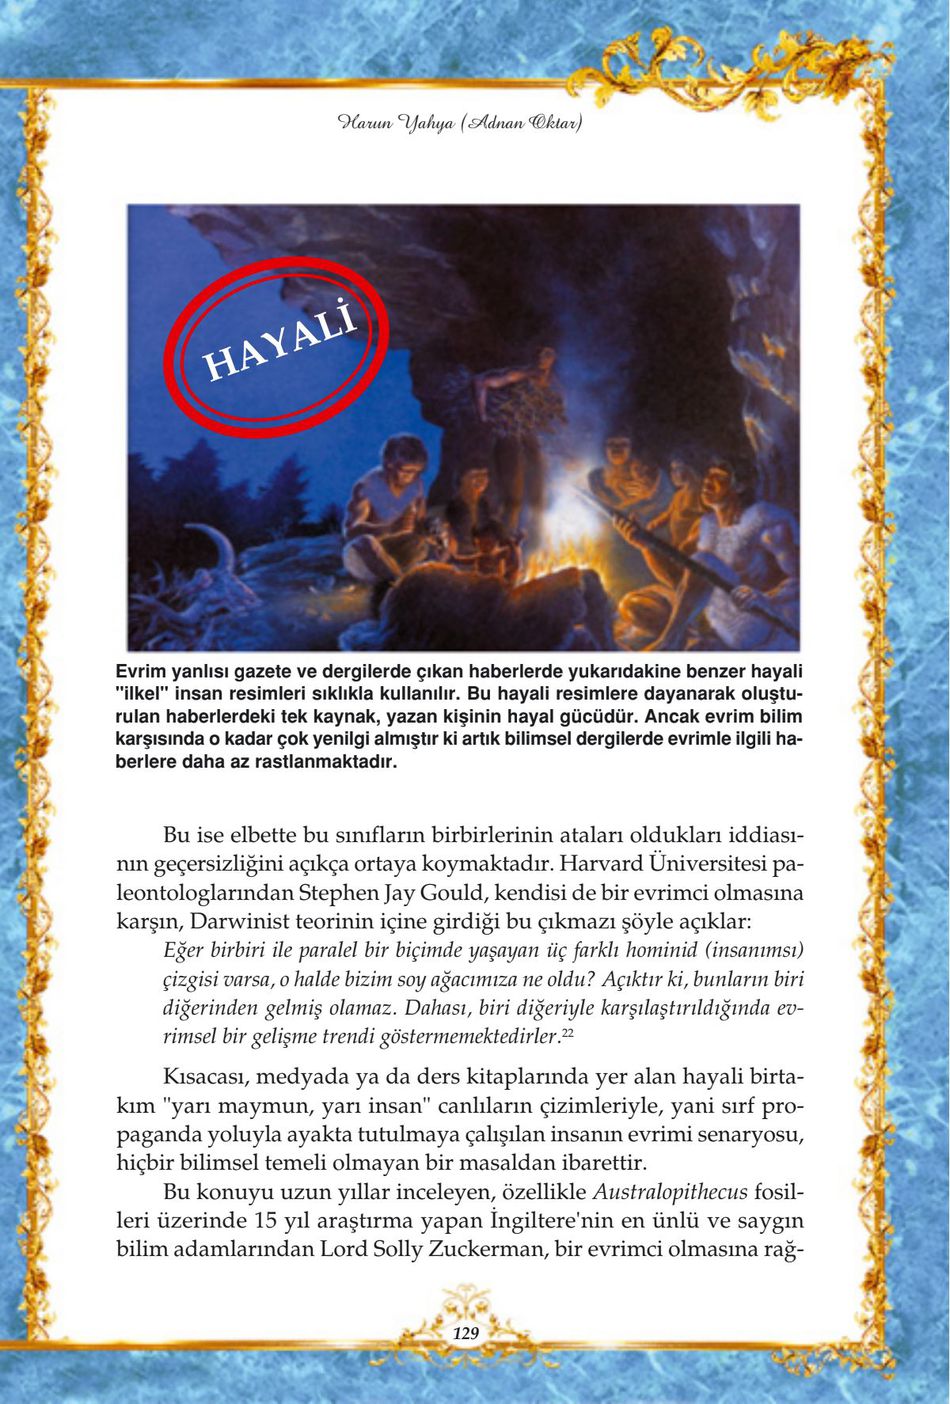 Harun Yahya (Adnan Oktar)
HAYALİ
Evrim yanlısı gazete ve dergilerde çıkan haberlerde yukarıdakine benzer hayali
"ilkel" insan resimleri sıklıkla kullanılır. Bu hayali resimlere dayanarak oluştu-
rulan haberlerdeki tek kaynak, yazan kişinin hayal gücüdür. Ancak evrim bilim
karşısında o kadar çok yenilgi almıştır ki artık bilimsel dergilerde evrimle ilgili ha-
berlere daha az rastlanmaktadır.
Bu ise elbette bu sınıfların birbirlerinin ataları oldukları iddiası-
nın geçersizliğini açıkça ortaya koymaktadır. Harvard Üniversitesi pa-
leontologlarından Stephen Jay Gould, kendisi de bir evrimci olmasına
karşın, Darwinist teorinin içine girdiği bu çıkmazı şöyle açıklar:
Eğer birbiri ile paralel bir biçimde yaşayan üç farklı hominid (insanımsı)
çizgisi varsa, o halde bizim soy ağacımıza ne oldu? Açıktır ki, bunların biri
diğerinden gelmiş olamaz. Dahası, biri diğeriyle karşılaştırıldığında ev-
rimsel bir gelişme trendi göstermemektedirler.22
Kısacası, medyada ya da ders kitaplarında yer alan hayali birta-
kım "yarı maymun, yarı insan" canlıların çizimleriyle, yani sırf pro-
paganda yoluyla ayakta tutulmaya çalışılan insanın evrimi senaryosu,
hiçbir bilimsel temeli olmayan bir masaldan ibarettir.
Bu konuyu uzun yıllar inceleyen, özellikle Australopithecus fosil-
leri üzerinde 15 yıl araştırma yapan İngiltere'nin en ünlü ve saygın
bilim adamlarından Lord Solly Zuckerman, bir evrimci olmasına rağ-
129